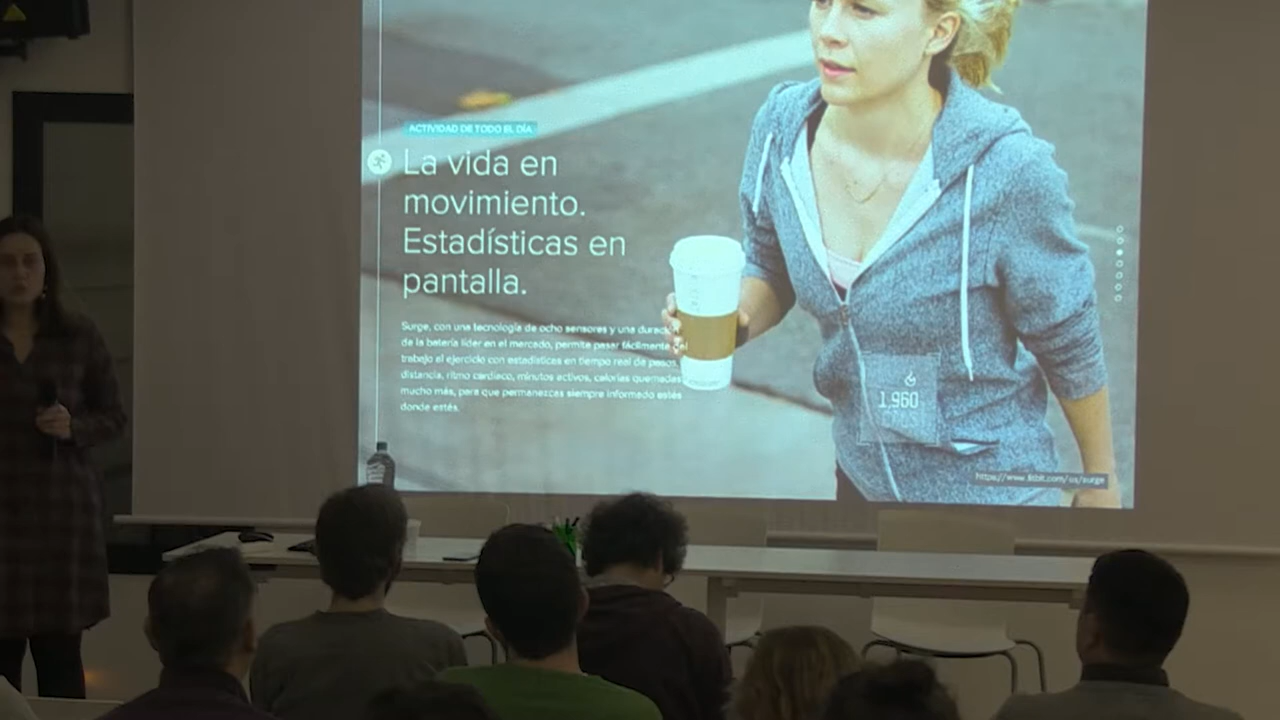 ACTIVIDAD DE TODO EL DÍA
La vida en
movimiento.
Estadísticas en
pantalla.
Surge, con una tecnología de ocho sensores y una
de la batería líder en el mercado, permite pasar fácilmente del
trabajo al ejercicio con estadísticas en tiempo real de pasos,
distancia, ritmo cardíaco, minutos activos, calorías quemadas
mucho más, para que permanezcas siempre informado estés
donde estés.
1,960
https://www.fitbit.com/us/surge